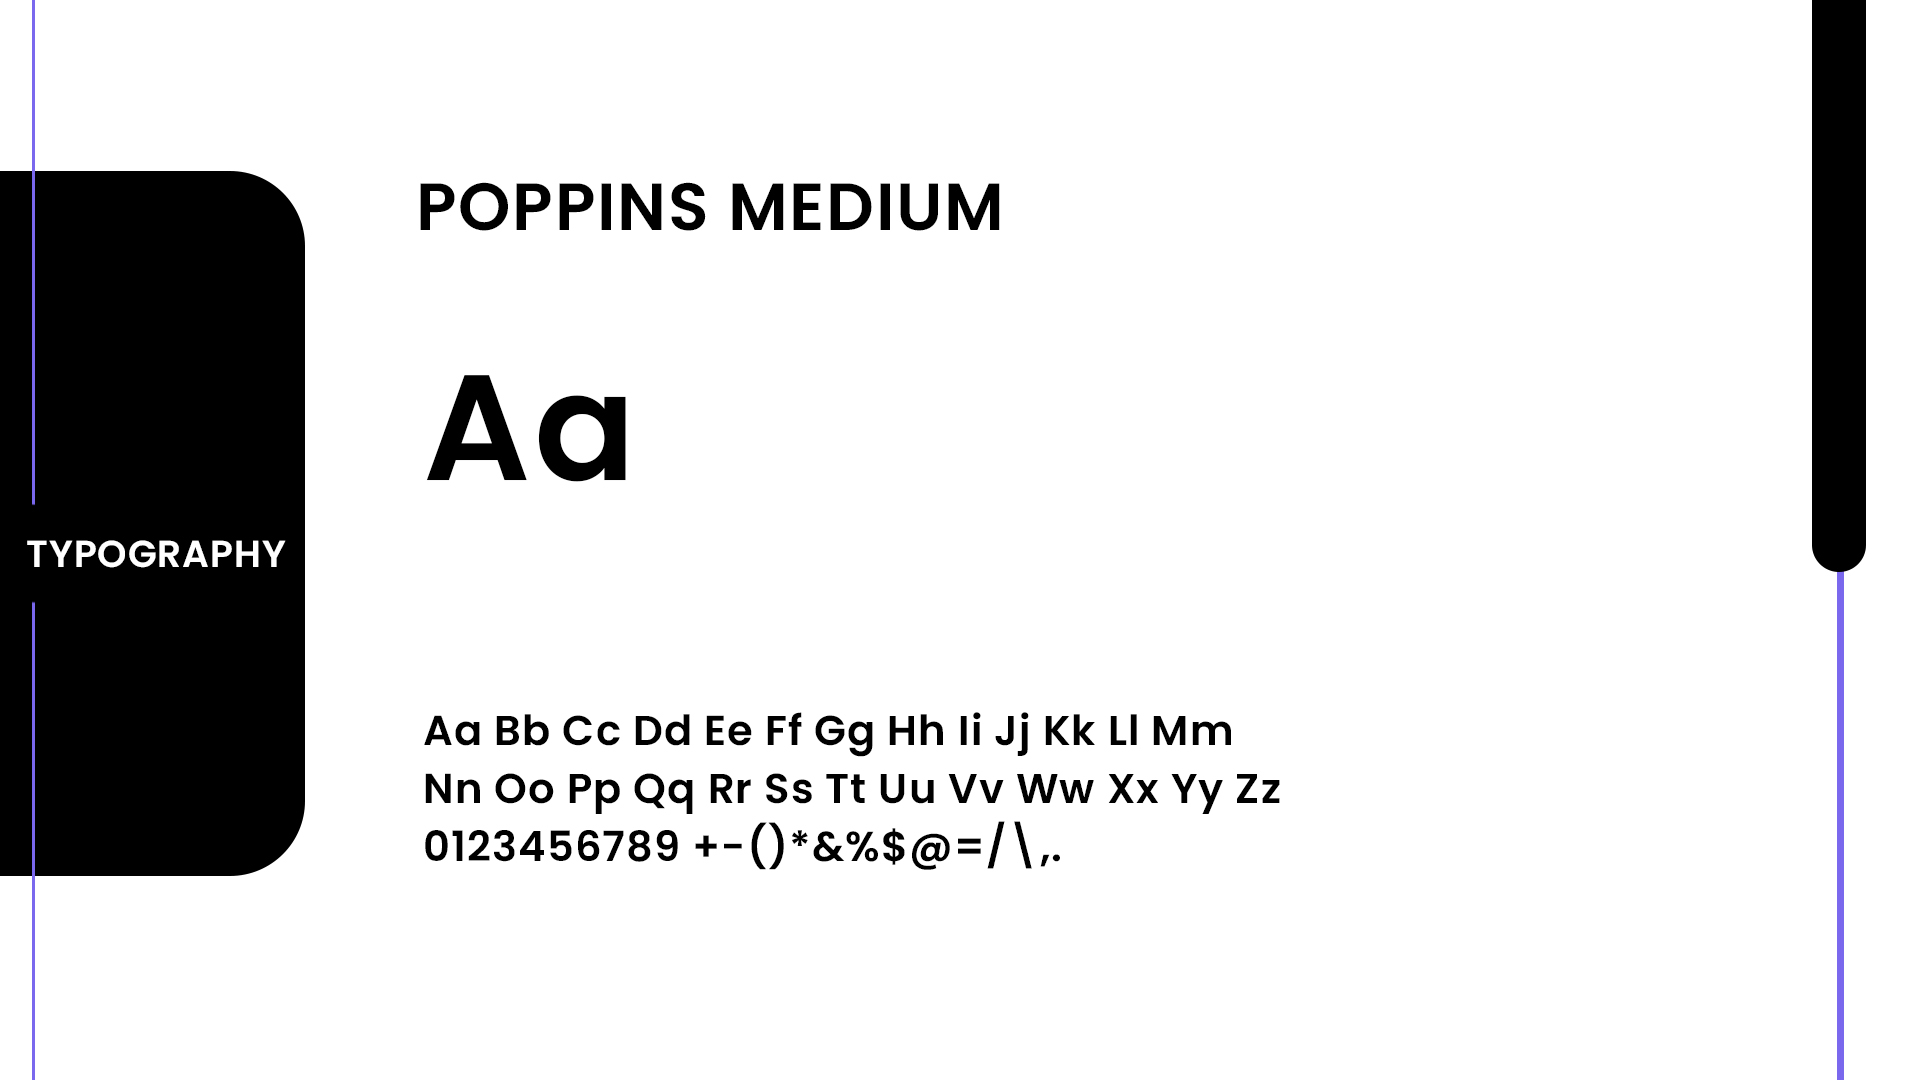 POPPINS MEDIUM
Aa
TYPOGRAPHY
Aa Bb Cc Dd Ee Ff Gg Hh Ii Jj Kk Ll Mm
Nn Oo Pp Qq Rr Ss Tt Uu Vv Ww Xx Yy Zz
0123456789 +-()*&%$@=/\,.